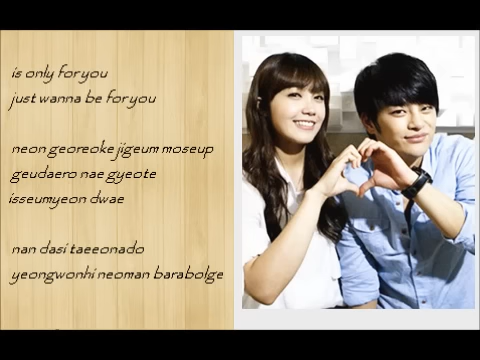 is only for you
just wanna be for you
neon georeoke jigeum moseup
geudaero nae gyeote
isseumyeon dwae
nan dasi taeeonado
yeongwonhi neoman barabolge